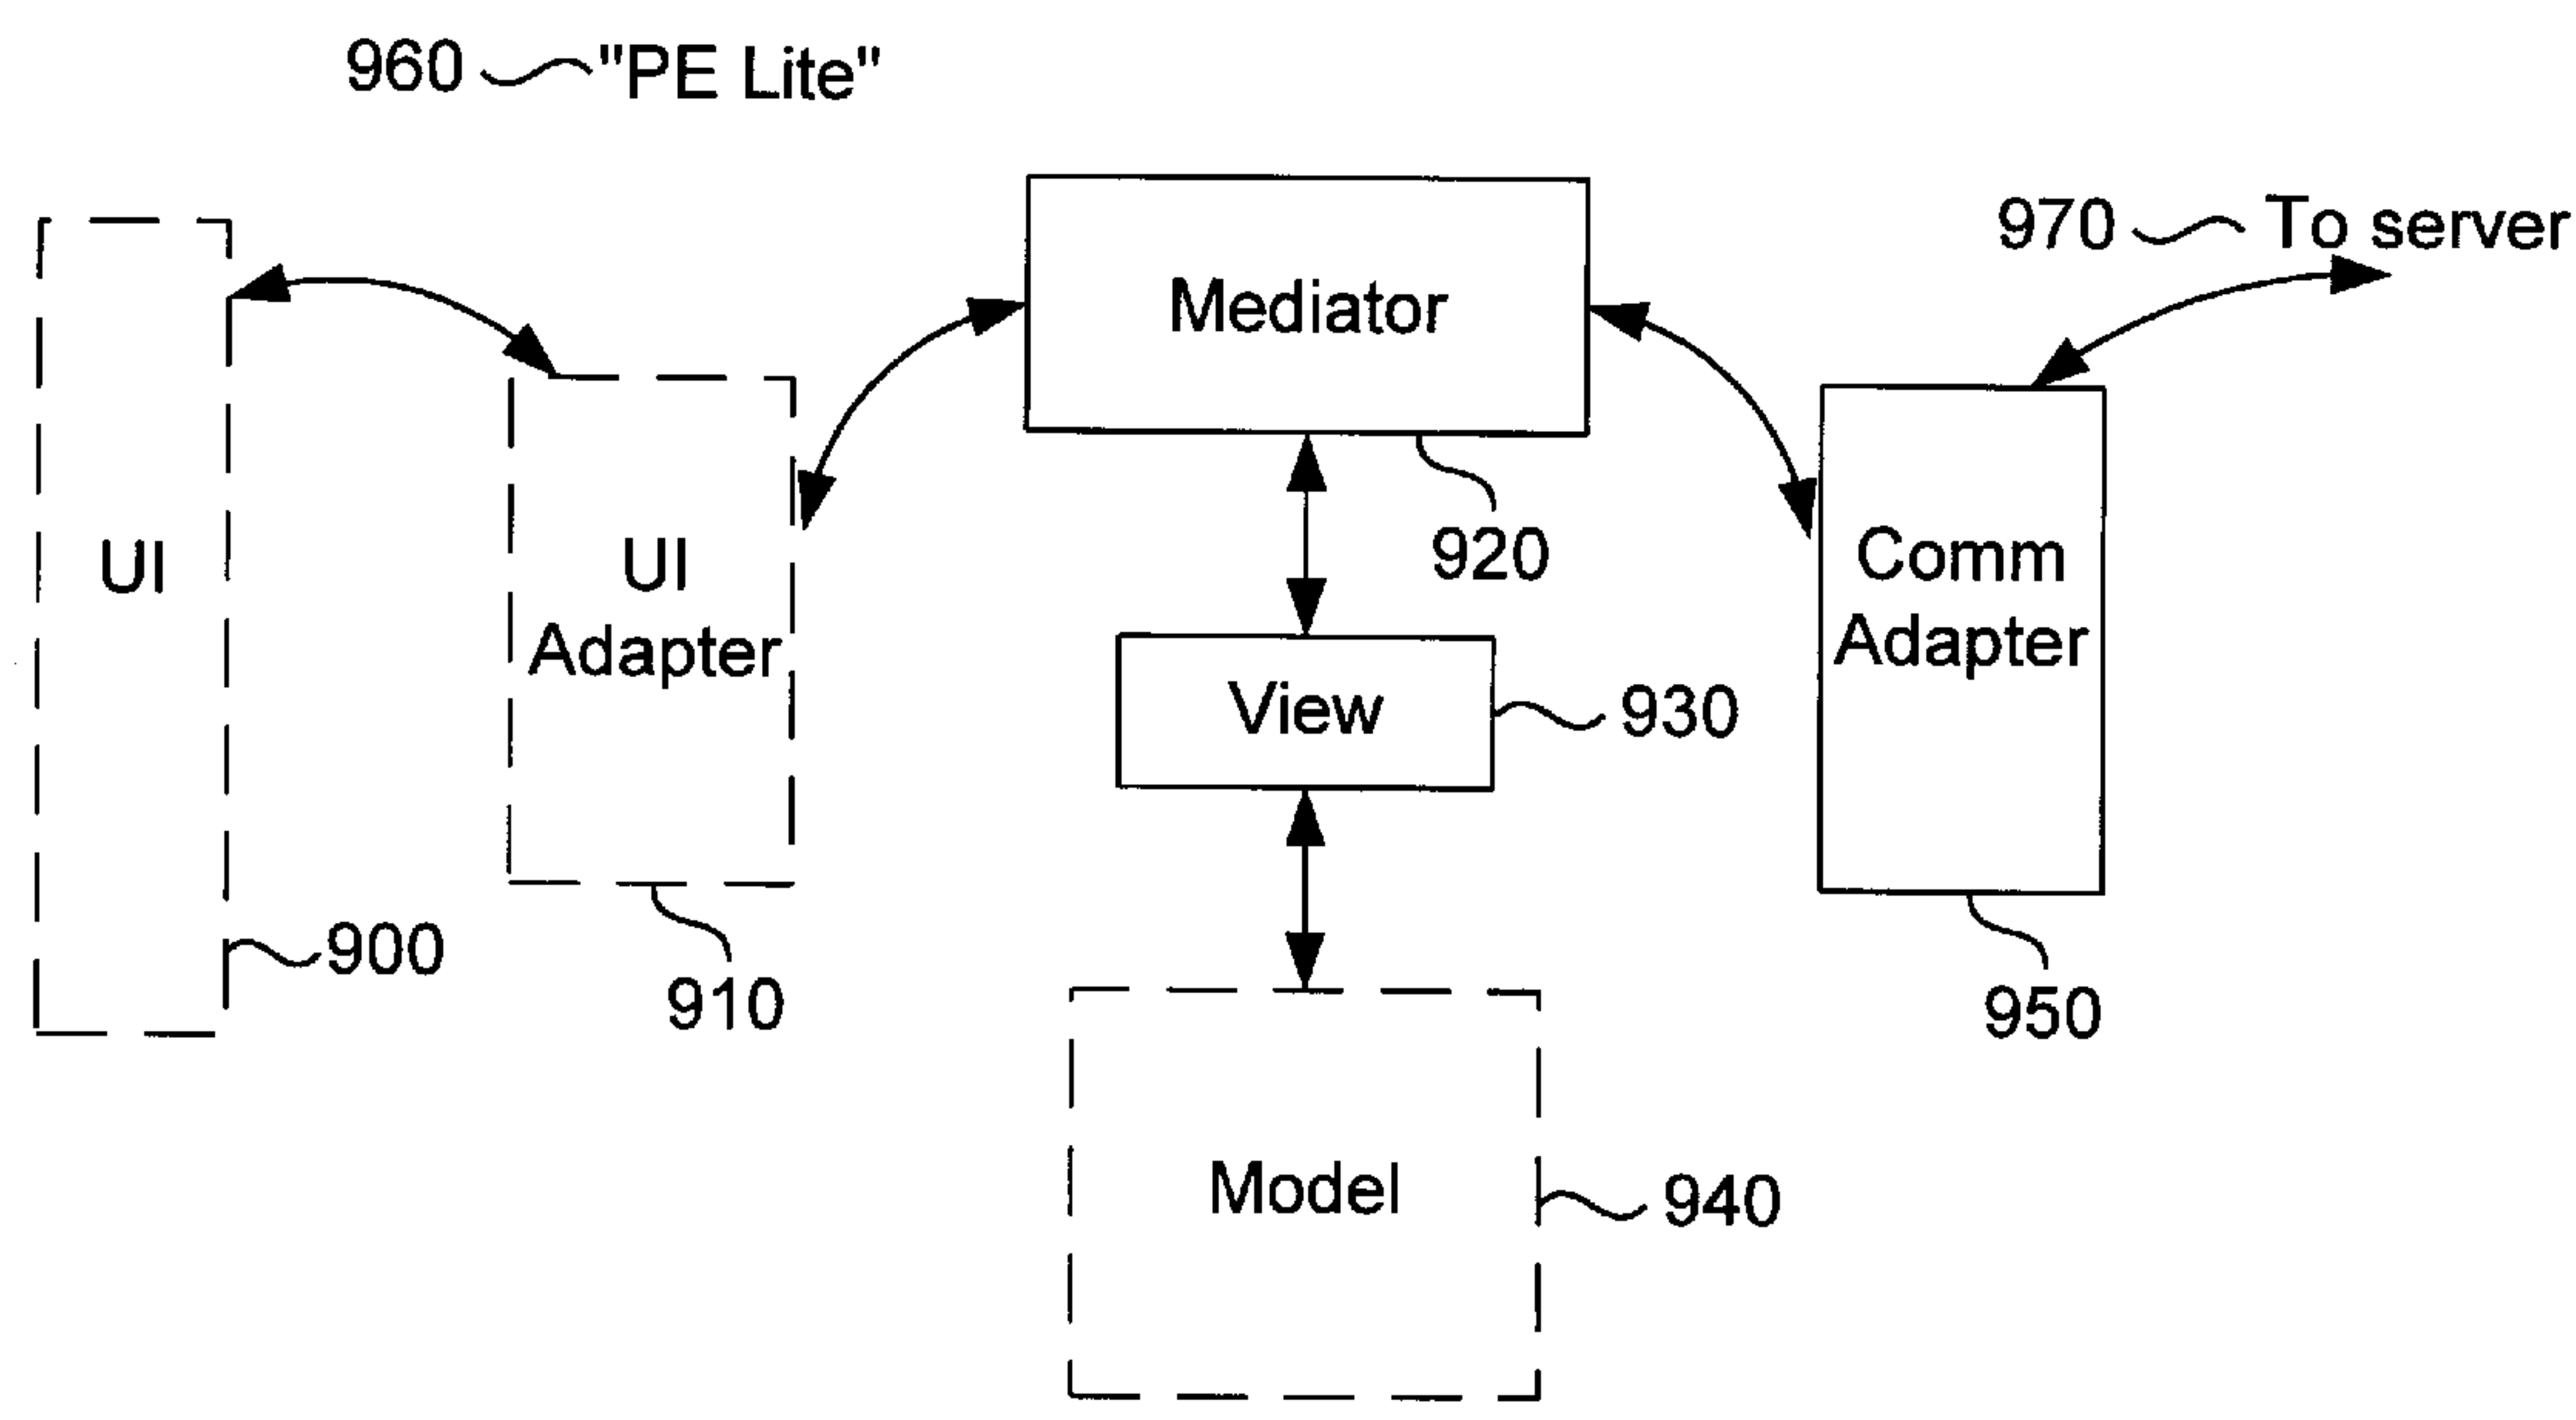 960 "PE Lite"
970 To server
Mediator
UI
UI
Adapter
920
Comm
Adapter
View
930
900
910
950
Model
940